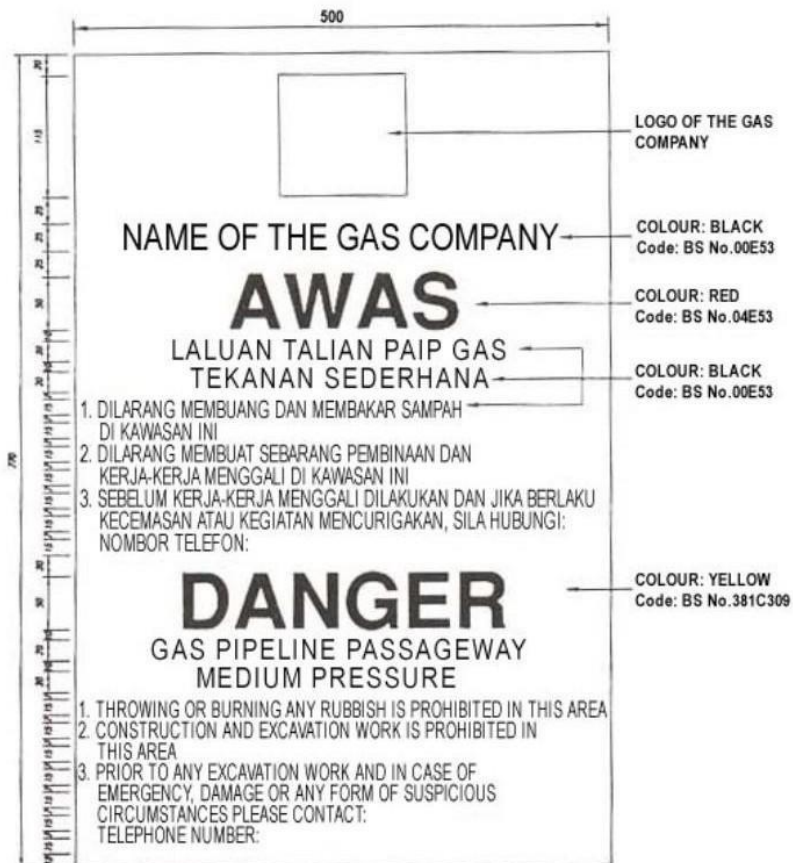 500
LOGO OF THE GAS
COMPANY
NAME OF THE GAS COMPANY
COLOUR: BLACK
Code: BS No.00E53
AWAS
COLOUR: RED
Code: BS No.04E53
LALUAN TALIAN PAIP GAS
TEKANAN SEDERHANA
COLOUR: BLACK
Code: BS No.00E53
1. DILARANG MEMBUANG DAN MEMBAKAR SAMPAH
DI KAWASAN INI
2. DILARANG MEMBUAT SEBARANG PEMBINAAN DAN
KERJA-KERJA MENGGALI DI KAWASAN INI
3. SEBELUM KERJA-KERJA MENGGALI DILAKUKAN DAN JIKA BERLAKU
KECEMASAN ATAU KEGIATAN MENCURIGAKAN, SILA HUBUNGI:
NOMBOR TELEFON:
770
DANGER
COLOUR: YELLOW
Code: BS No.381C309
GAS PIPELINE PASSAGEWAY
MEDIUM PRESSURE
1. THROWING OR BURNING ANY RUBBISH IS PROHIBITED IN THIS AREA
2. CONSTRUCTION AND EXCAVATION WORK IS PROHIBITED IN
THIS AREA
3. PRIOR TO ANY EXCAVATION WORK AND IN CASE OF
EMERGENCY, DAMAGE OR ANY FORM OF SUSPICIOUS
CIRCUMSTANCES PLEASE CONTACT:
TELEPHONE NUMBER: